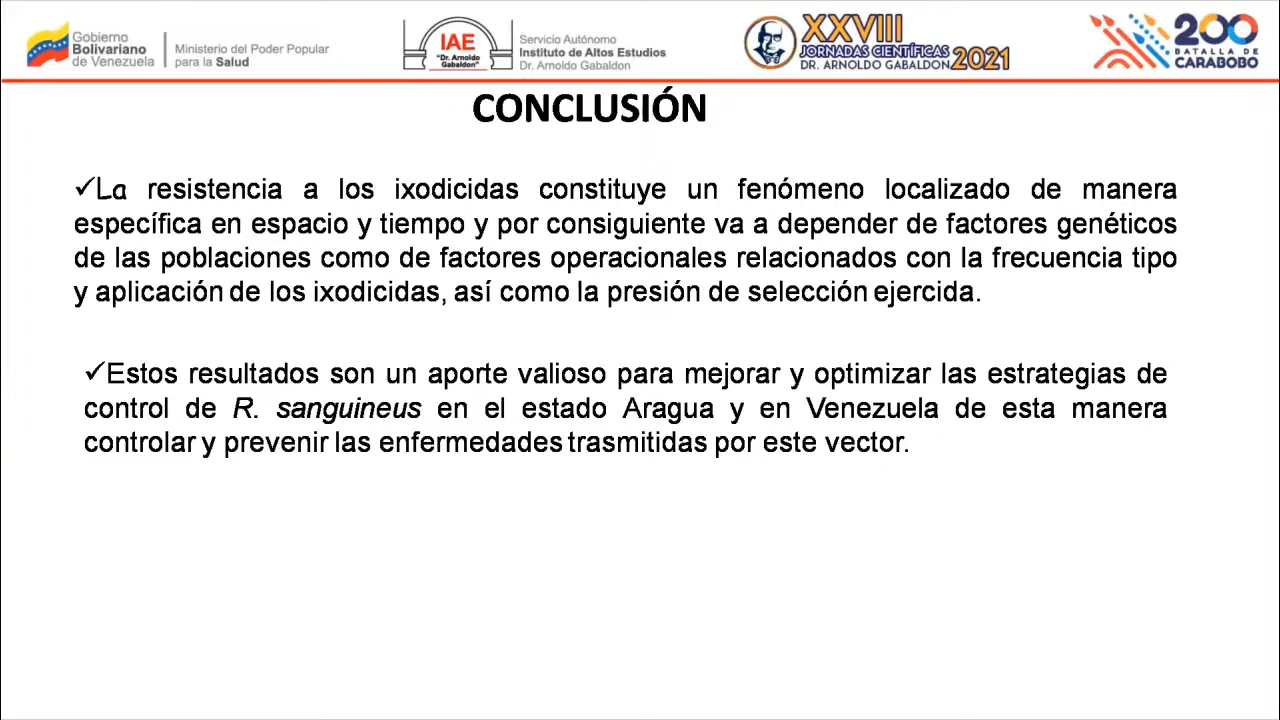 Gobierno
Bolivariano
de Venezuela
Ministerio del Poder Popular
para la Salud
IAE
"Dr. Arnoldo
Gabaldon"
Servicio Autónomo
Instituto de Altos Estudios
Dr. Arnoldo Gabaldon
XXVIII
JORNADAS CIENTÍFICAS
DR. ARNOLDO GABALDON 2021
200
BATALLA DE
CARABOBO
CONCLUSIÓN
✓La resistencia a los ixodicidas constituye un fenómeno localizado de manera
específica en espacio y tiempo y por consiguiente va a depender de factores genéticos
de las poblaciones como de factores operacionales relacionados con la frecuencia tipo
y aplicación de los ixodicidas, así como la presión de selección ejercida.
✓Estos resultados son un aporte valioso para mejorar y optimizar las estrategias de
control de R. sanguineus en el estado Aragua y en Venezuela de esta manera
controlar y prevenir las enfermedades trasmitidas por este vector.